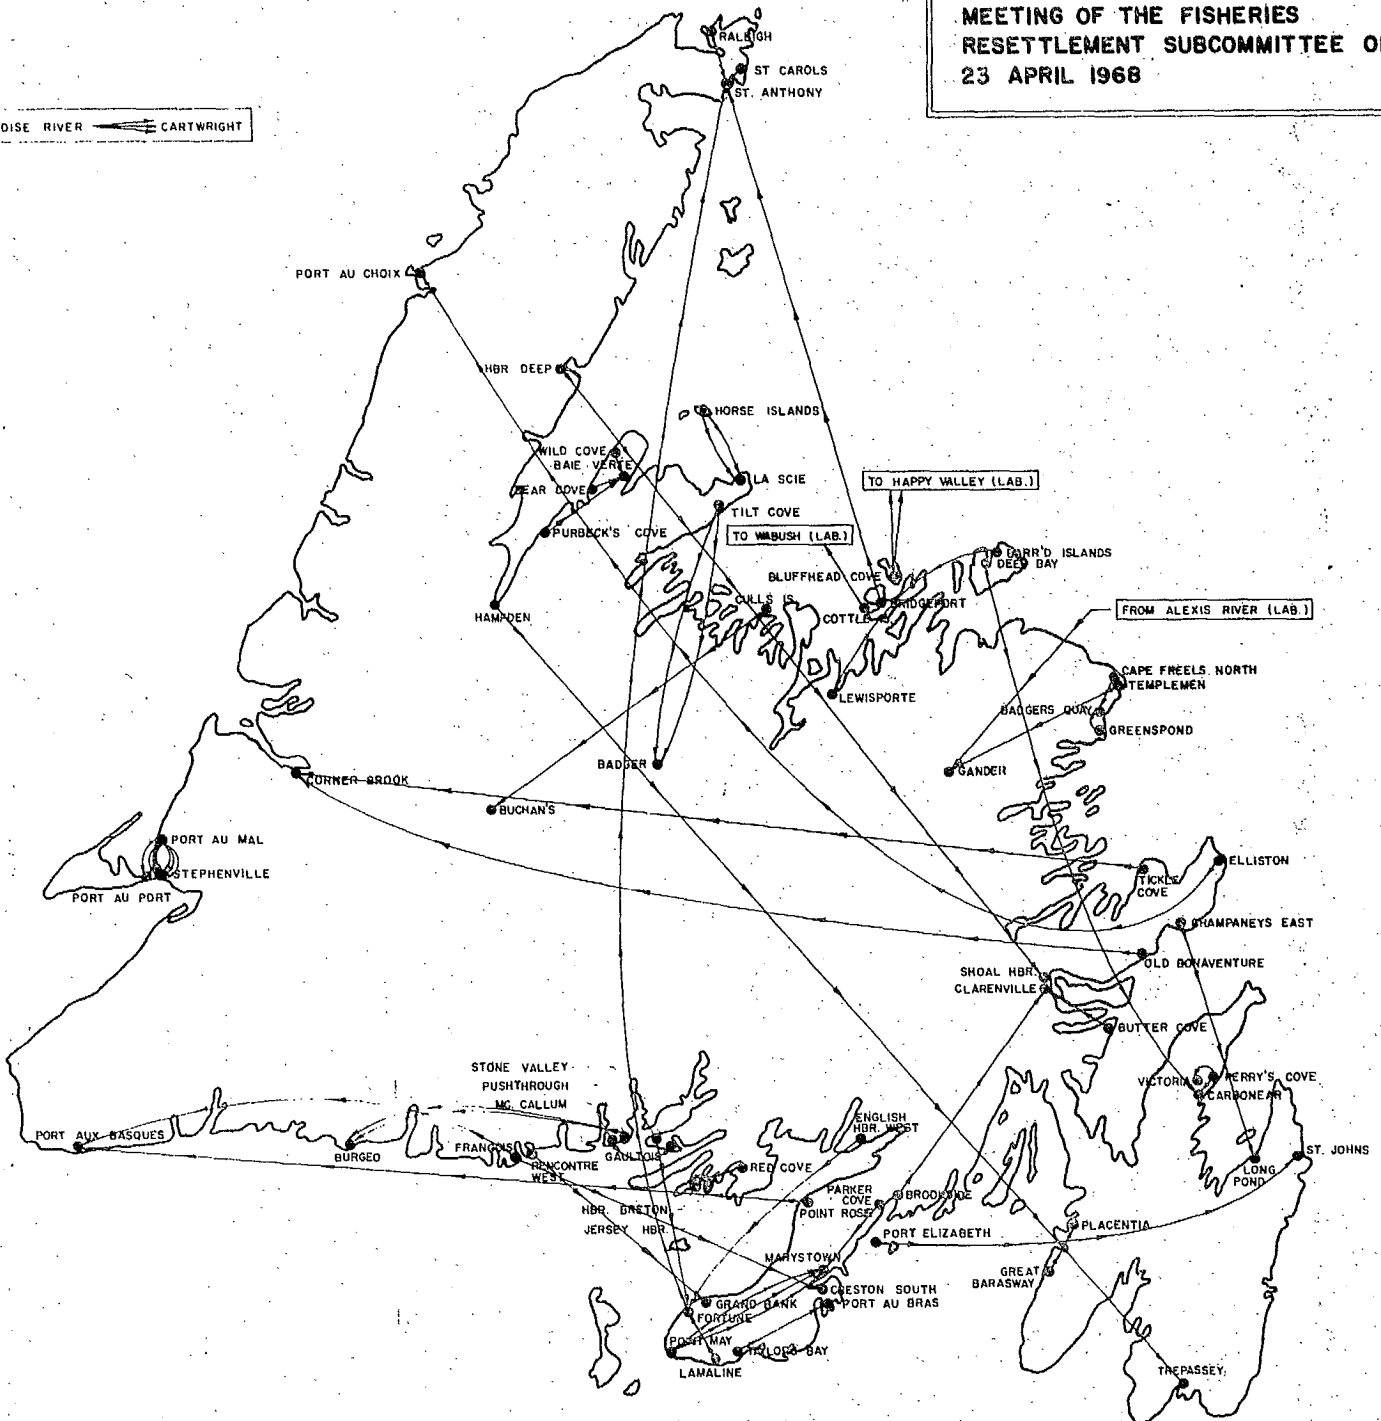 MEETING OF THE FISHERIES
RESETTLEMENT SUBCOMMITTEE
23 APRIL 1968
RALEIGH
ST CAROLS
ST. ANTHONY
RIVER CARTWRIGHT
PORT AU CHOIX
HBR DEEP
HORSE ISLANDS
WILD COVE
BAIE VERTE
BEAR COVE
LA SCIE
TILT COVE
PURBECK'S COVE
TO HAPPY VALLEY (LAB.)
TO WABUSH (LAB.)
BARR'D ISLANDS
DEEP BAY
BLUFFHEAD COVE
CULLS IS.
BRIDGEPORT
COTTLE
HAMPDEN
FROM ALEXIS RIVER (LAB.)
CAPE FREELS NORTH
TEMPLEMEN
LEWISPORTE
BADGERS QUAY
GREENSPOND
BADGER
GANDER
CORNER BROOK
BUCHAN'S
PORT AU MAL
STEPHENVILLE
PORT AU PORT
ELLISTON
TICKLE
COVE
CHAMPANEYS EAST
OLD BONAVENTURE
SHOAL HBR.
CLARENVILLE
BUTTER COVE
STONE VALLEY
PUSHTHROUGH
MC. CALLUM
VICTORIA
PERRY'S COVE
CARBONEAR
ENGLISH
HBR. WEST
PORT AUX BASQUES
BURGEO
FRANCOIS
RENCONTRE
WEST
GAULTOIS
RED COVE
LONG
POND
ST. JOHNS
HBR. BRETON
JERSEY HBR.
PARKER
COVE
POINT ROSE
BROOKSIDE
PORT ELIZABETH
PLACENTIA
GREAT
BARASWAY
MARYSTOWN
CRESTON SOUTH
PORT AU BRAS
GRAND BANK
FORTUNE
POINT MAY
TAYLORS BAY
LAMALINE
TREPASSEY